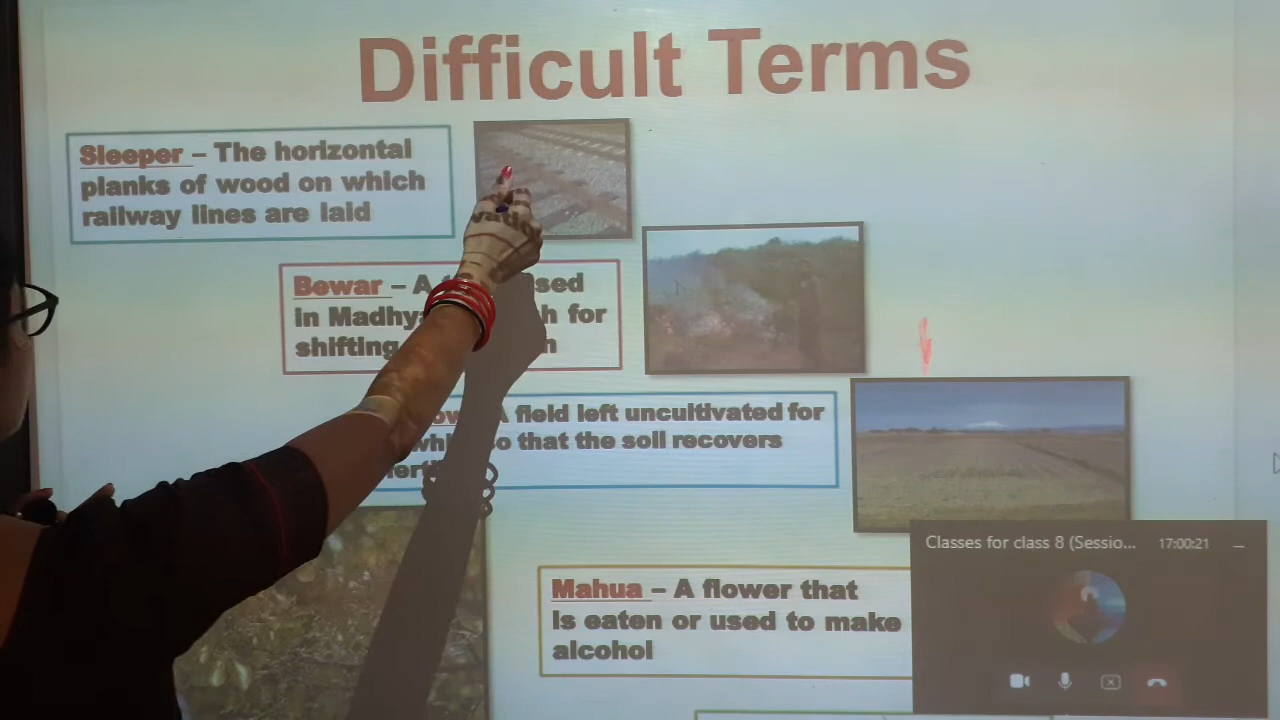 Difficult Terms
Sleeper – The horizontal
planks of wood on which
railway lines are laid
Bewar – A
in Madhya for
shifting
A field left uncultivated for
so that the soil recovers
Mahua – A flower that
is eaten or used to make
alcohol
Classes for class 8 (Sessio... 17:00:21